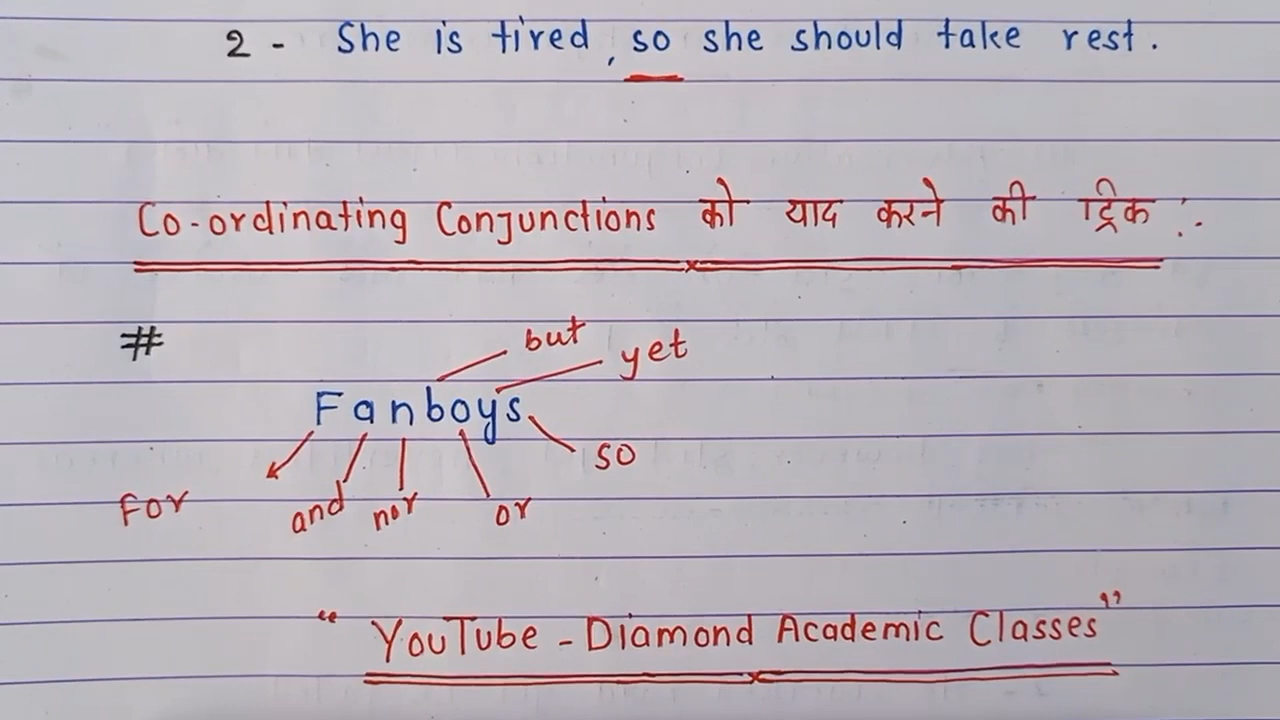 2 - She is tired, so she should take rest.
Co-ordinating Conjunctions को याद करने की ट्रिक :-
#
but
yet
Fanboys
so
For and nor or
“YouTube - Diamond Academic Classes”